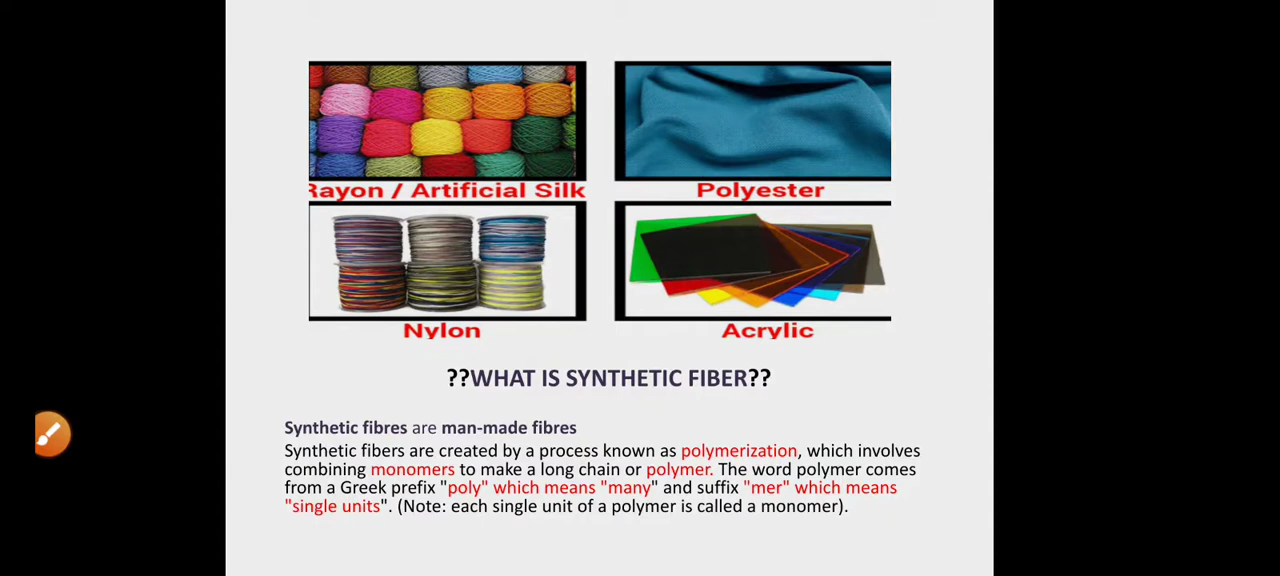 Rayon / Artificial Silk
Polyester
Nylon
Acrylic
??WHAT IS SYNTHETIC FIBER??
Synthetic fibres are man-made fibres
Synthetic fibers are created by a process known as polymerization, which involves
combining monomers to make a long chain or polymer. The word polymer comes
from a Greek prefix "poly" which means "many" and suffix "mer" which means
"single units". (Note: each single unit of a polymer is called a monomer).